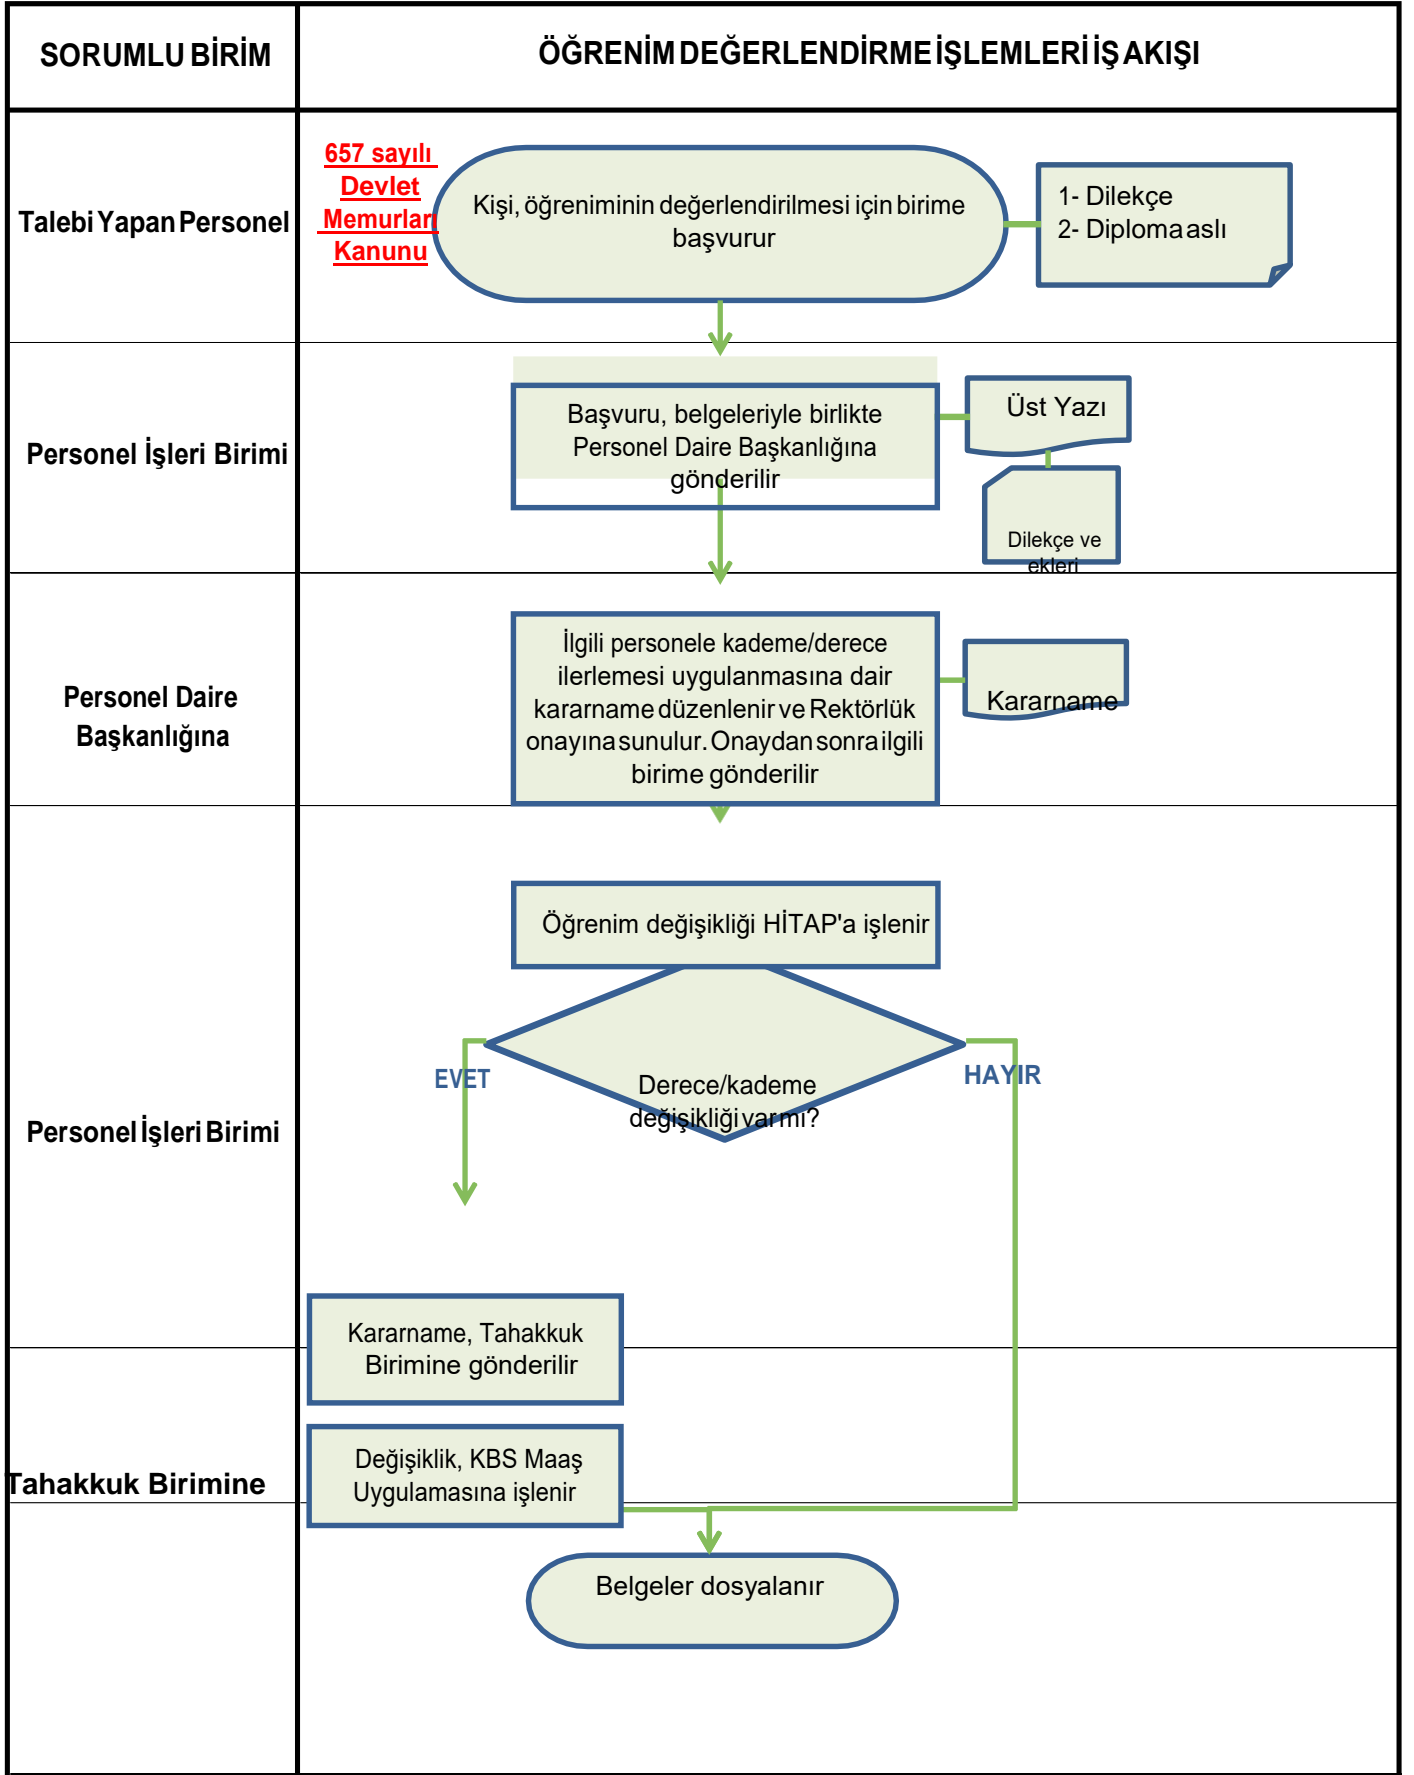 SORUMLU BİRİM
ÖĞRENİM DEĞERLENDİRME İŞLEMLERİ İŞ AKIŞI
Talebi Yapan Personel
657 sayılı
Devlet
Memurları
Kanunu
Kişi, öğreniminin değerlendirilmesi için birime
başvurur
1- Dilekçe
2- Diploma aslı
Personel İşleri Birimi
Başvuru, belgeleriyle birlikte
Personel Daire Başkanlığına
gönderilir
Üst Yazı
Dilekçe ve
ekleri
Personel Daire
Başkanlığına
İlgili personele kademe/derece
ilerlemesi uygulanmasına dair
kararname düzenlenir ve Rektörlük
onayına sunulur. Onaydan sonra ilgili
birime gönderilir
Kararname
Personel İşleri Birimi
Öğrenim değişikliği HİTAP'a işlenir
EVET
HAYIR
Derece/kademe
değişikliği var mı?
Kararname, Tahakkuk
Birimine gönderilir
Tahakkuk Birimine
Değişiklik, KBS Maaş
Uygulamasına işlenir
Belgeler dosyalanır